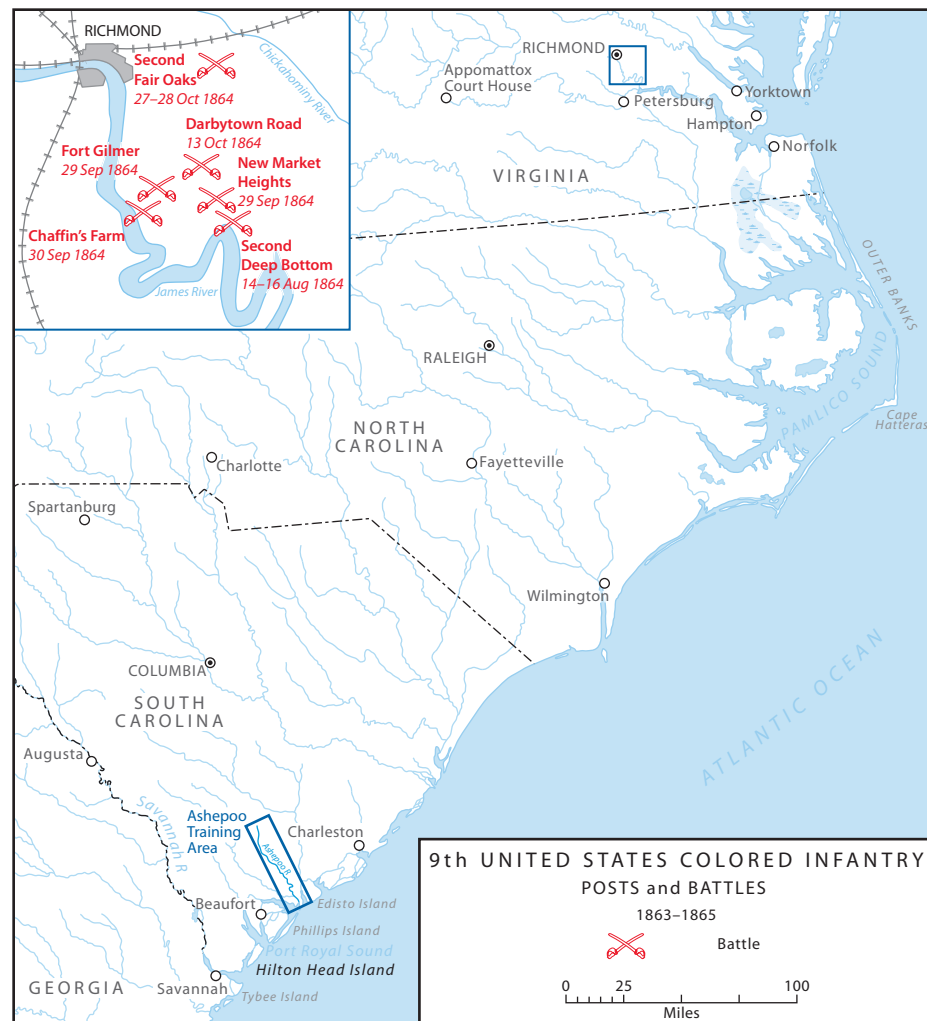 RICHMOND
Chickahominy River
Second
Fair Oaks
27–28 Oct 1864
Darbytown Road
13 Oct 1864
Fort Gilmer
29 Sep 1864
New Market
Heights
29 Sep 1864
Chaffin's Farm
30 Sep 1864
Second
Deep Bottom
14–16 Aug 1864
James River
RICHMOND
Appomattox
Court House
Petersburg
Yorktown
Hampton
Norfolk
VIRGINIA
OUTER BANKS
RALEIGH
PAMLICO SOUND
Cape
Hatteras
NORTH
CAROLINA
Charlotte
Fayetteville
Spartanburg
Wilmington
COLUMBIA
SOUTH
CAROLINA
ATLANTIC OCEAN
Augusta
Savannah R
Ashepoo
Training
Area
Ashepoo R.
Charleston
Beaufort
Edisto Island
Phillips Island
Port Royal Sound
Hilton Head Island
GEORGIA
Savannah
Tybee Island
9th UNITED STATES COLORED INFANTRY
POSTS and BATTLES
1863–1865
Battle
0 25 100
Miles